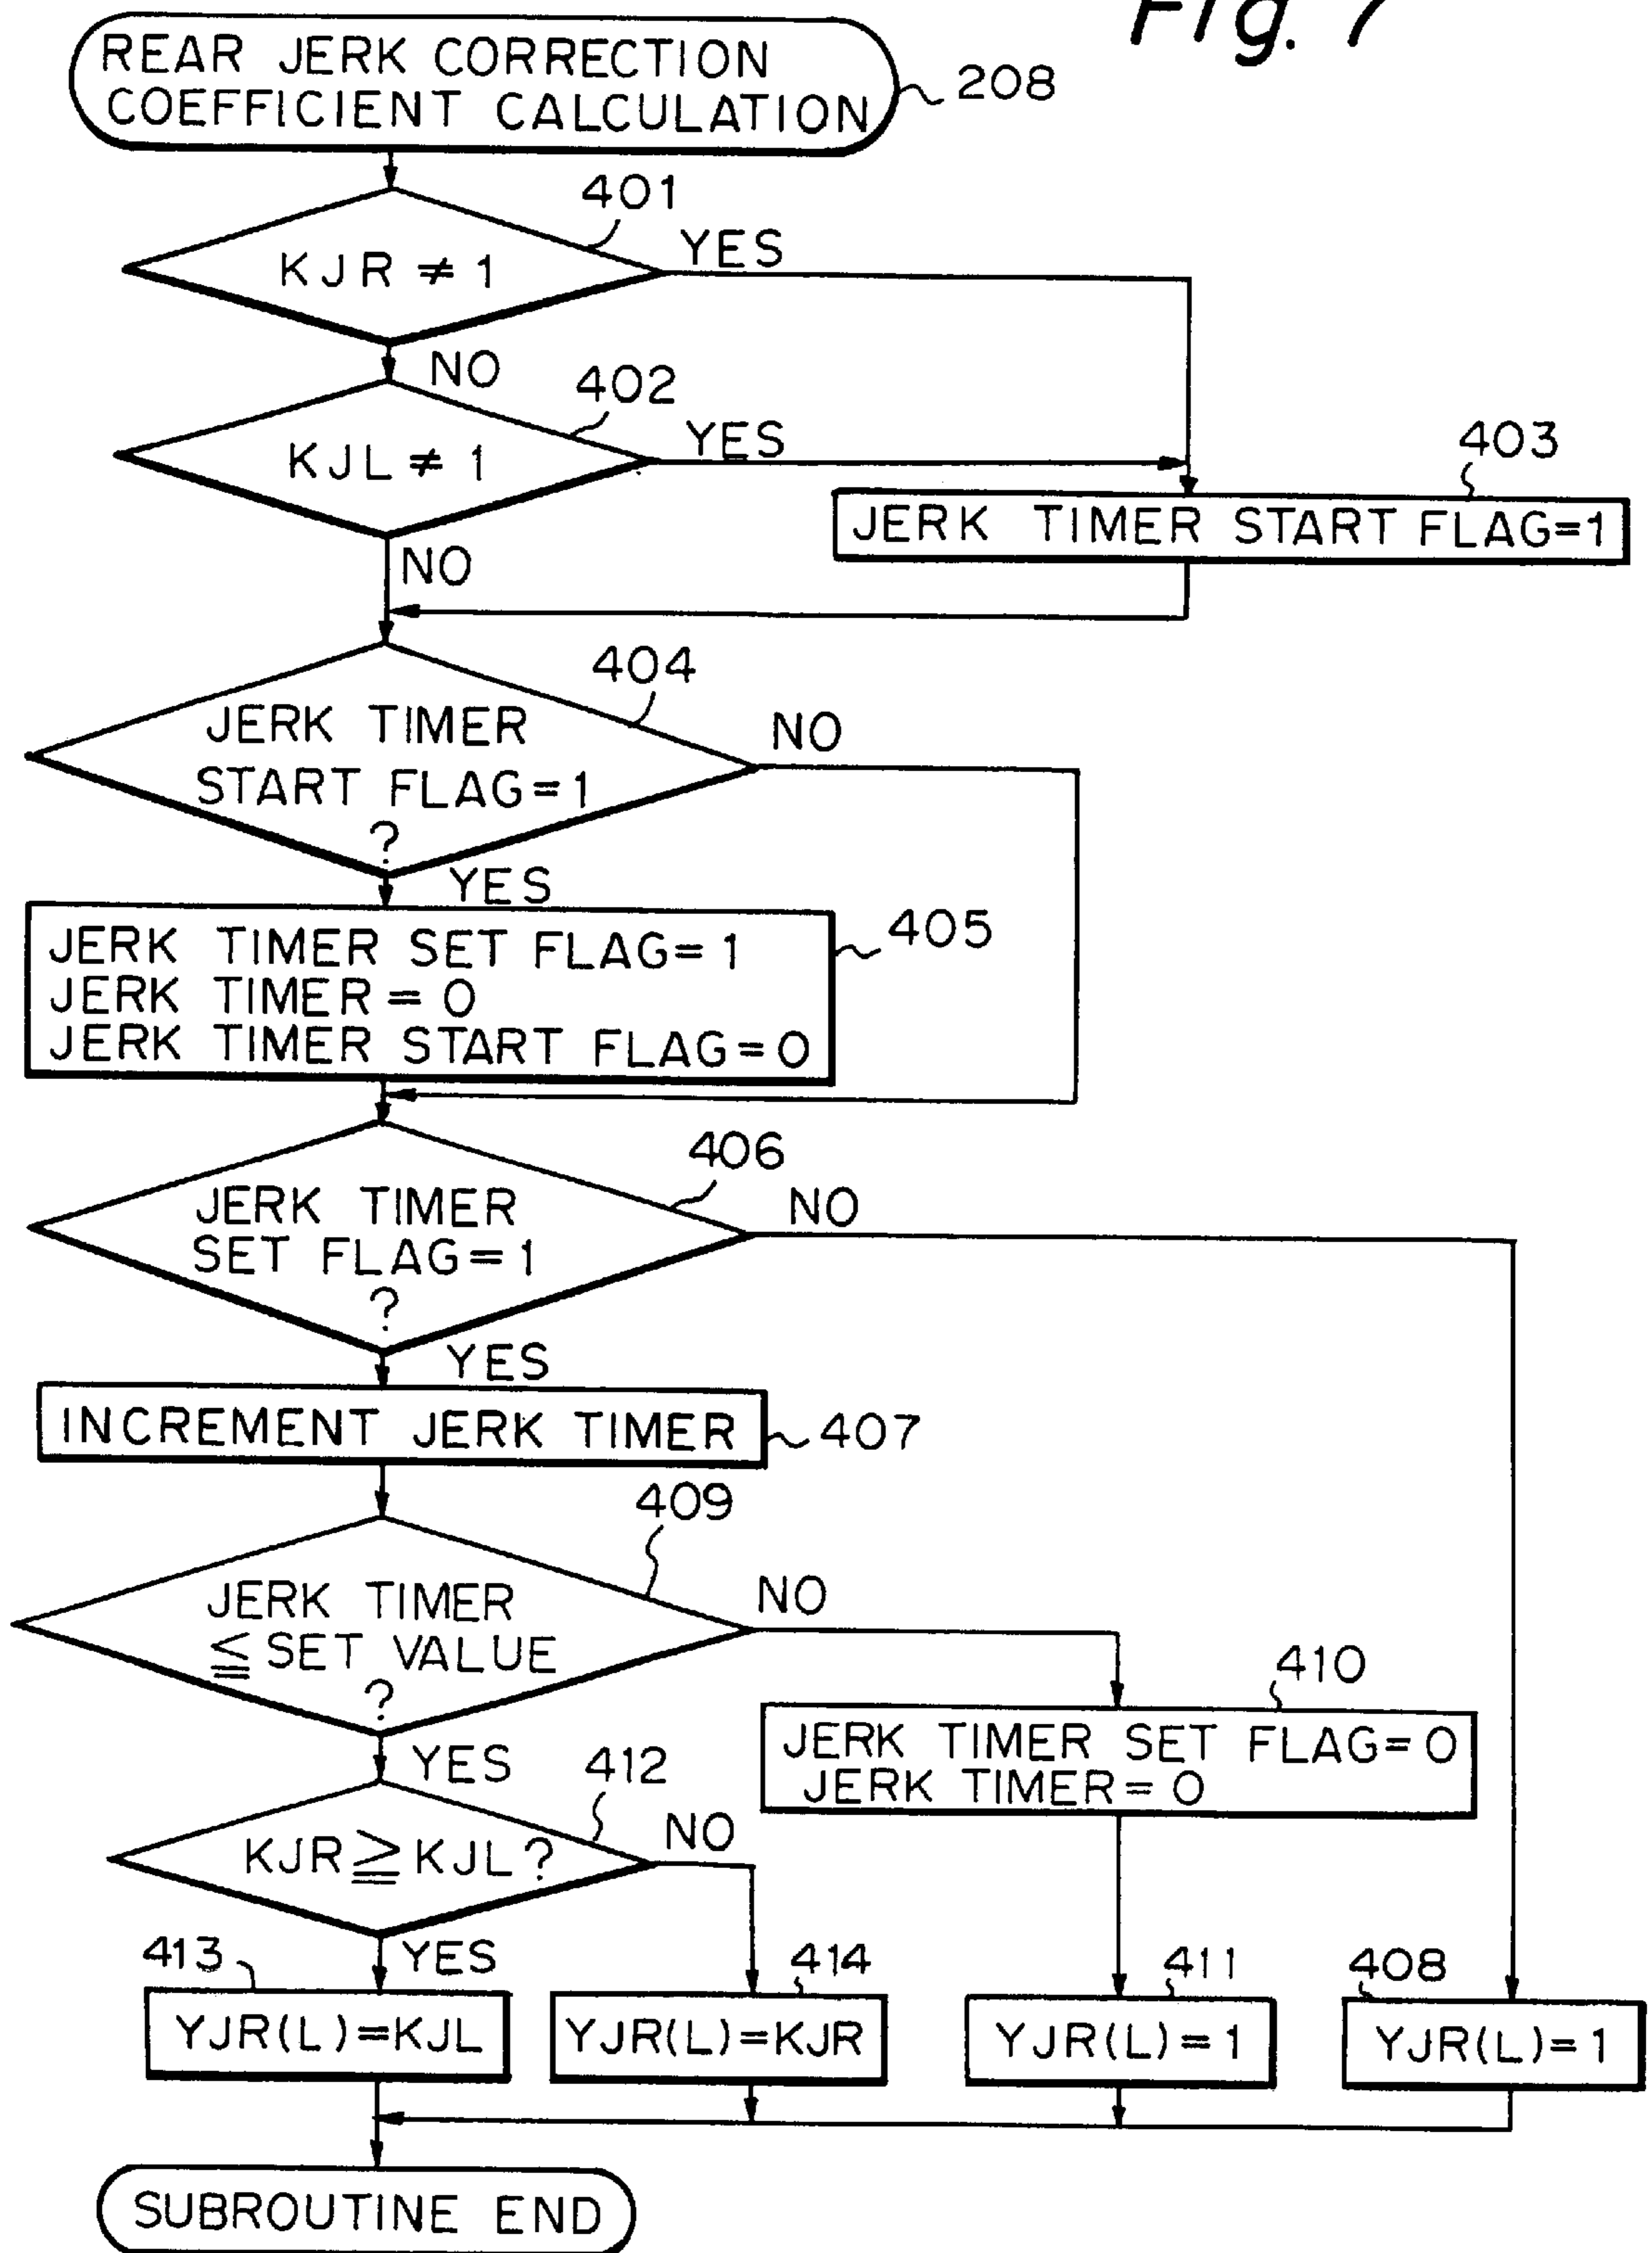 Fig. 7
REAR JERK CORRECTION
COEFFICIENT CALCULATION
208
401
KJR ≠ 1
YES
NO
402
KJL ≠ 1
YES
403
JERK TIMER START FLAG=1
NO
404
JERK TIMER
START FLAG=1
?
NO
YES
JERK TIMER SET FLAG=1
JERK TIMER=0
JERK TIMER START FLAG=0
405
406
JERK TIMER
SET FLAG=1
?
NO
YES
INCREMENT JERK TIMER
407
409
JERK TIMER
≦ SET VALUE
?
NO
410
JERK TIMER SET FLAG=0
JERK TIMER=0
YES
412
KJR≧KJL?
NO
YES
413
YJR(L)=KJL
414
YJR(L)=KJR
411
YJR(L)=1
408
YJR(L)=1
SUBROUTINE END